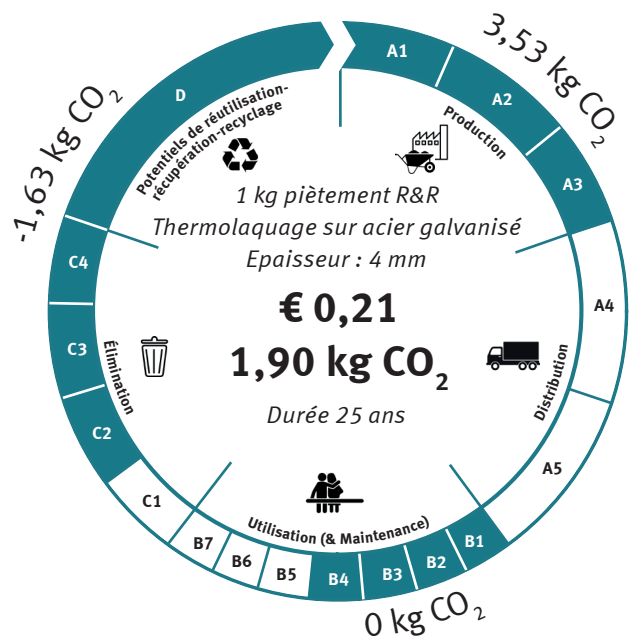 A1
A2
A3
3,53 kg CO₂
Production
A4
A5
Distribution
B1
B2
B3
B4
B5
B6
B7
0 kg CO₂
Utilisation (& Maintenance)
C1
C2
C3
C4
Élimination
D
-1,63 kg CO₂
Potentiels de réutilisation-
récupération-recyclage
1 kg piètement R&R
Thermolaquage sur acier galvanisé
Epaisseur : 4 mm
€ 0,21
1,90 kg CO₂
Durée 25 ans